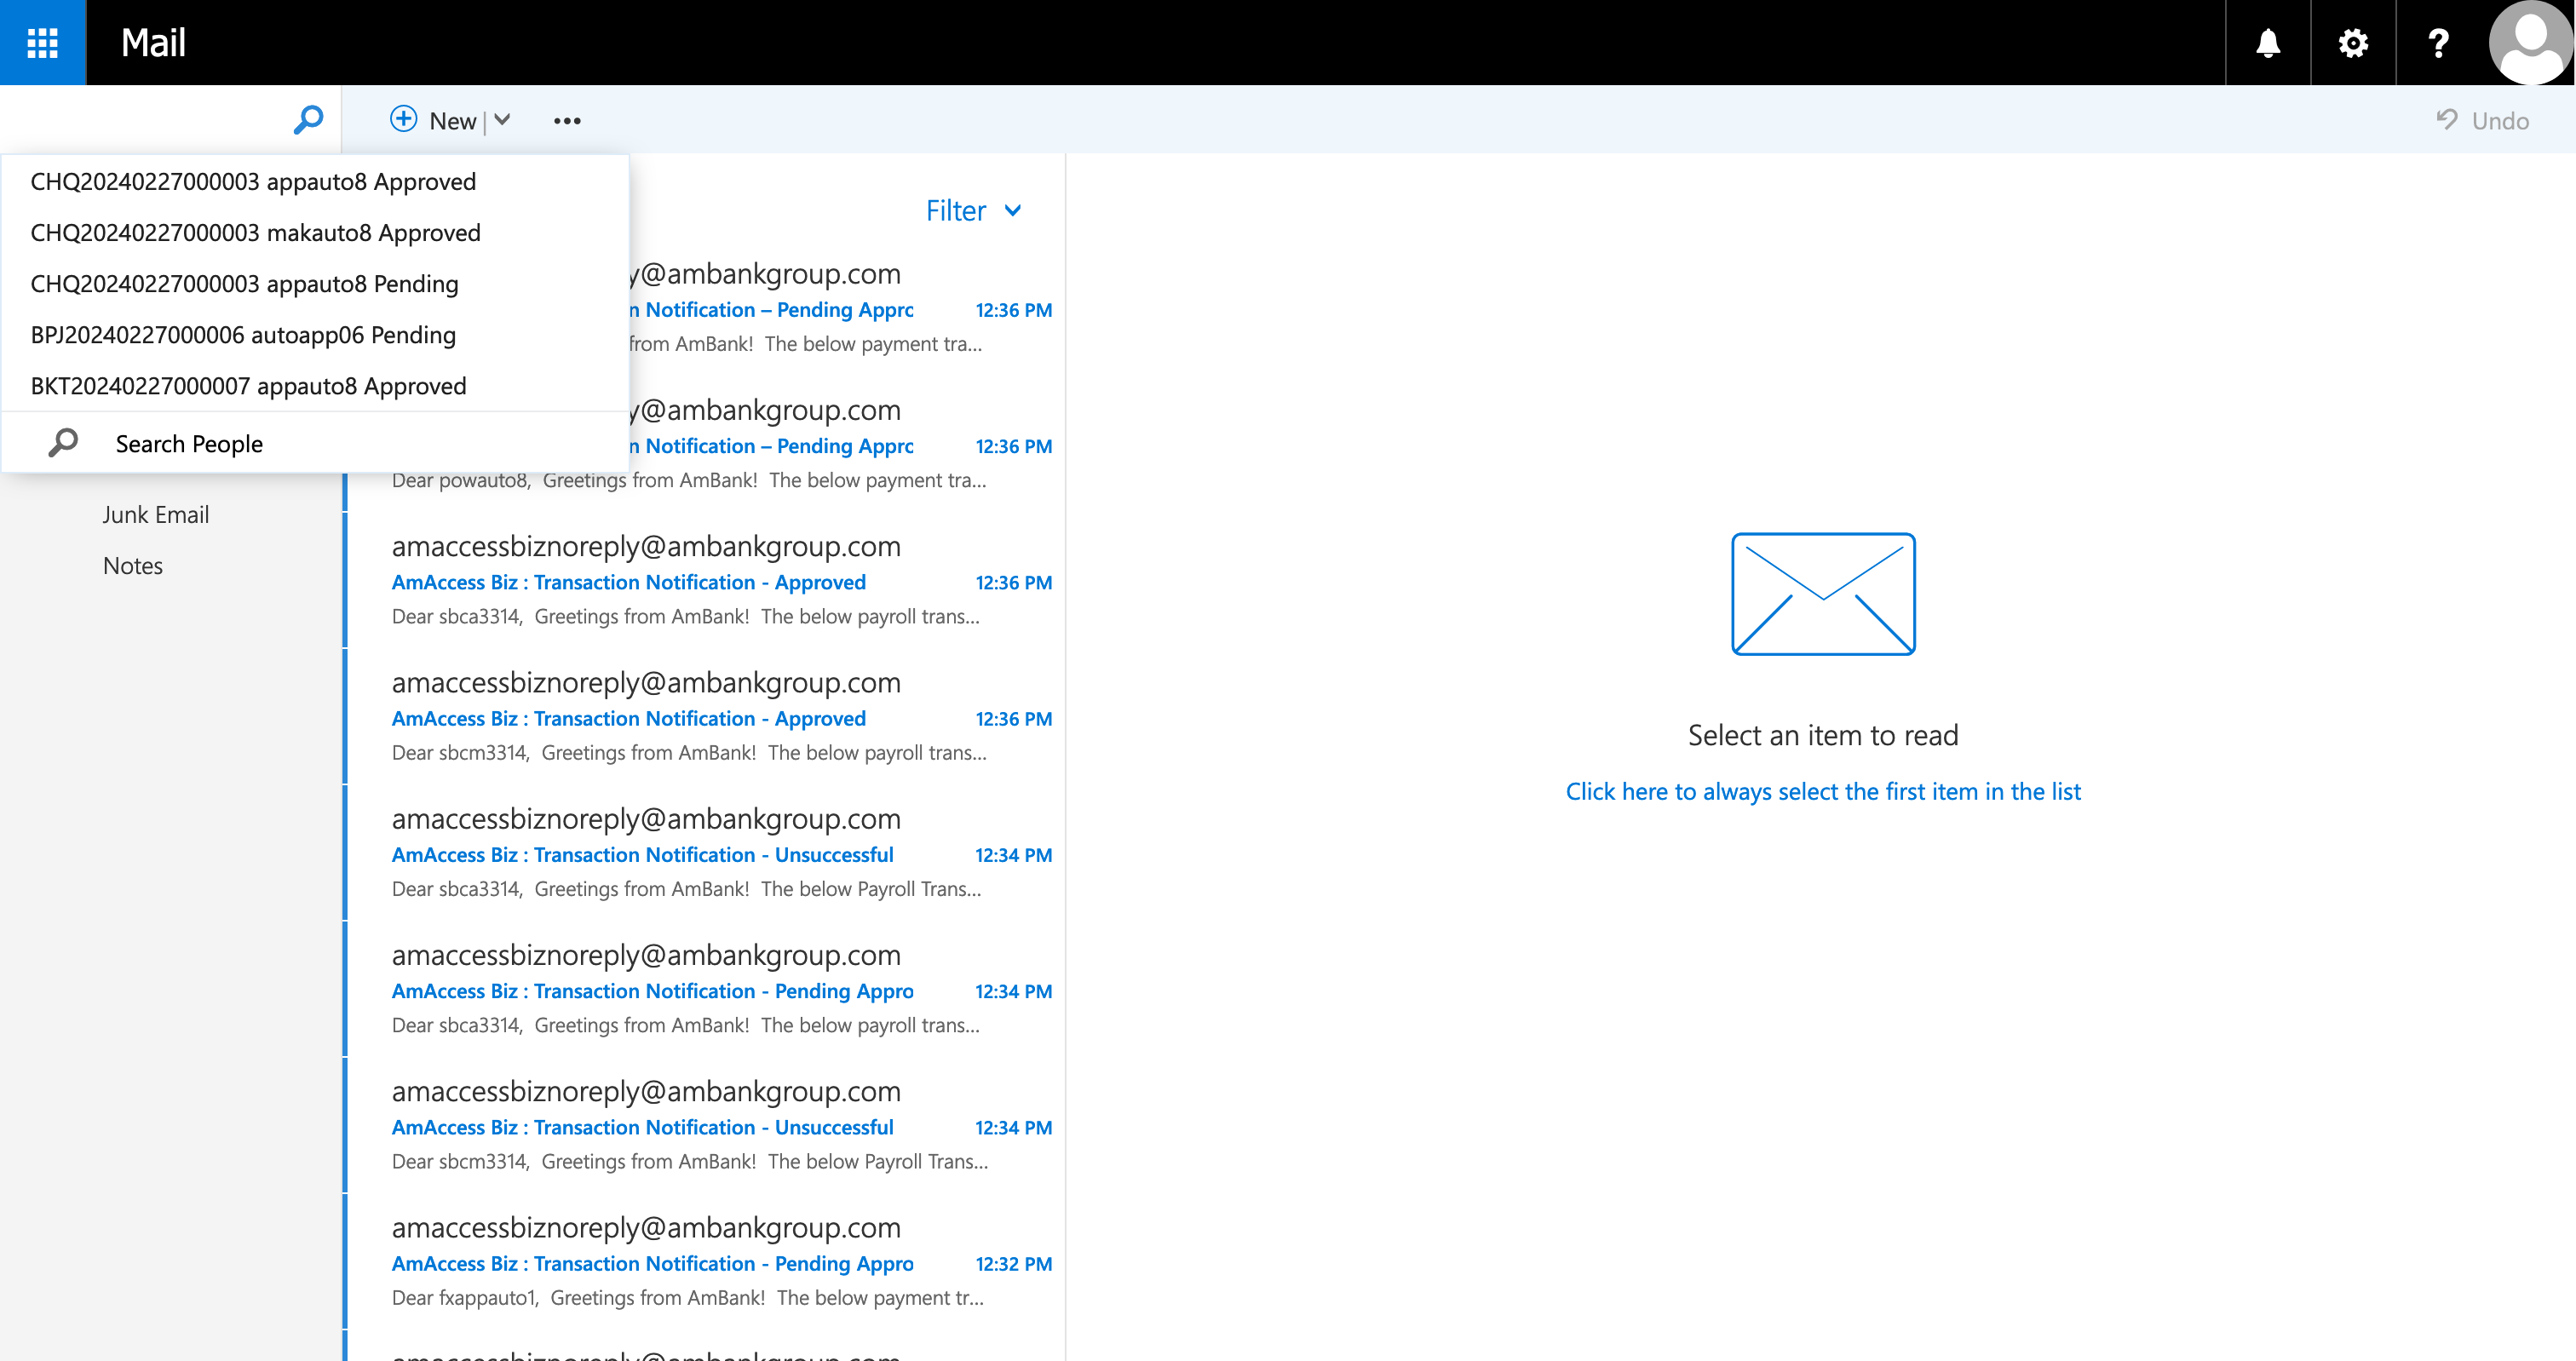 Mail
New
Undo
CHQ20240227000003 appauto8 Approved
CHQ20240227000003 makauto8 Approved
CHQ20240227000003 appauto8 Pending
BPJ20240227000006 autoapp06 Pending
BKT20240227000007 appauto8 Approved
Search People
Junk Email
Notes
Filter
y@ambankgroup.com
n Notification – Pending Appro 12:36 PM
from AmBank! The below payment tra...
y@ambankgroup.com
n Notification – Pending Appro 12:36 PM
Dear powauto8, Greetings from AmBank! The below payment tra...
amaccessbiznoreply@ambankgroup.com
AmAccess Biz : Transaction Notification - Approved 12:36 PM
Dear sbca3314, Greetings from AmBank! The below payroll trans...
amaccessbiznoreply@ambankgroup.com
AmAccess Biz : Transaction Notification - Approved 12:36 PM
Dear sbcm3314, Greetings from AmBank! The below payroll trans...
amaccessbiznoreply@ambankgroup.com
AmAccess Biz : Transaction Notification - Unsuccessful 12:34 PM
Dear sbca3314, Greetings from AmBank! The below Payroll Trans...
amaccessbiznoreply@ambankgroup.com
AmAccess Biz : Transaction Notification - Pending Appro 12:34 PM
Dear sbca3314, Greetings from AmBank! The below payroll trans...
amaccessbiznoreply@ambankgroup.com
AmAccess Biz : Transaction Notification - Unsuccessful 12:34 PM
Dear sbcm3314, Greetings from AmBank! The below Payroll Trans...
amaccessbiznoreply@ambankgroup.com
AmAccess Biz : Transaction Notification - Pending Appro 12:32 PM
Dear fxappauto1, Greetings from AmBank! The below payment tr...
Select an item to read
Click here to always select the first item in the list